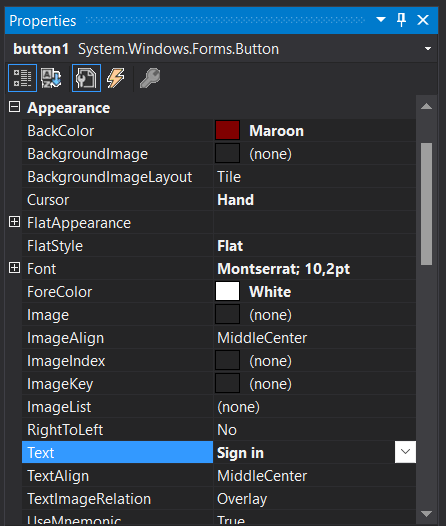 Properties
button1 System.Windows.Forms.Button
Appearance
BackColor Maroon
BackgroundImage (none)
BackgroundImageLayout Tile
Cursor Hand
FlatAppearance
FlatStyle Flat
Font Montserrat; 10,2pt
ForeColor White
Image (none)
ImageAlign MiddleCenter
ImageIndex (none)
ImageKey (none)
ImageList (none)
RightToLeft No
Text Sign in
TextAlign MiddleCenter
TextImageRelation Overlay
UseMnemonic True